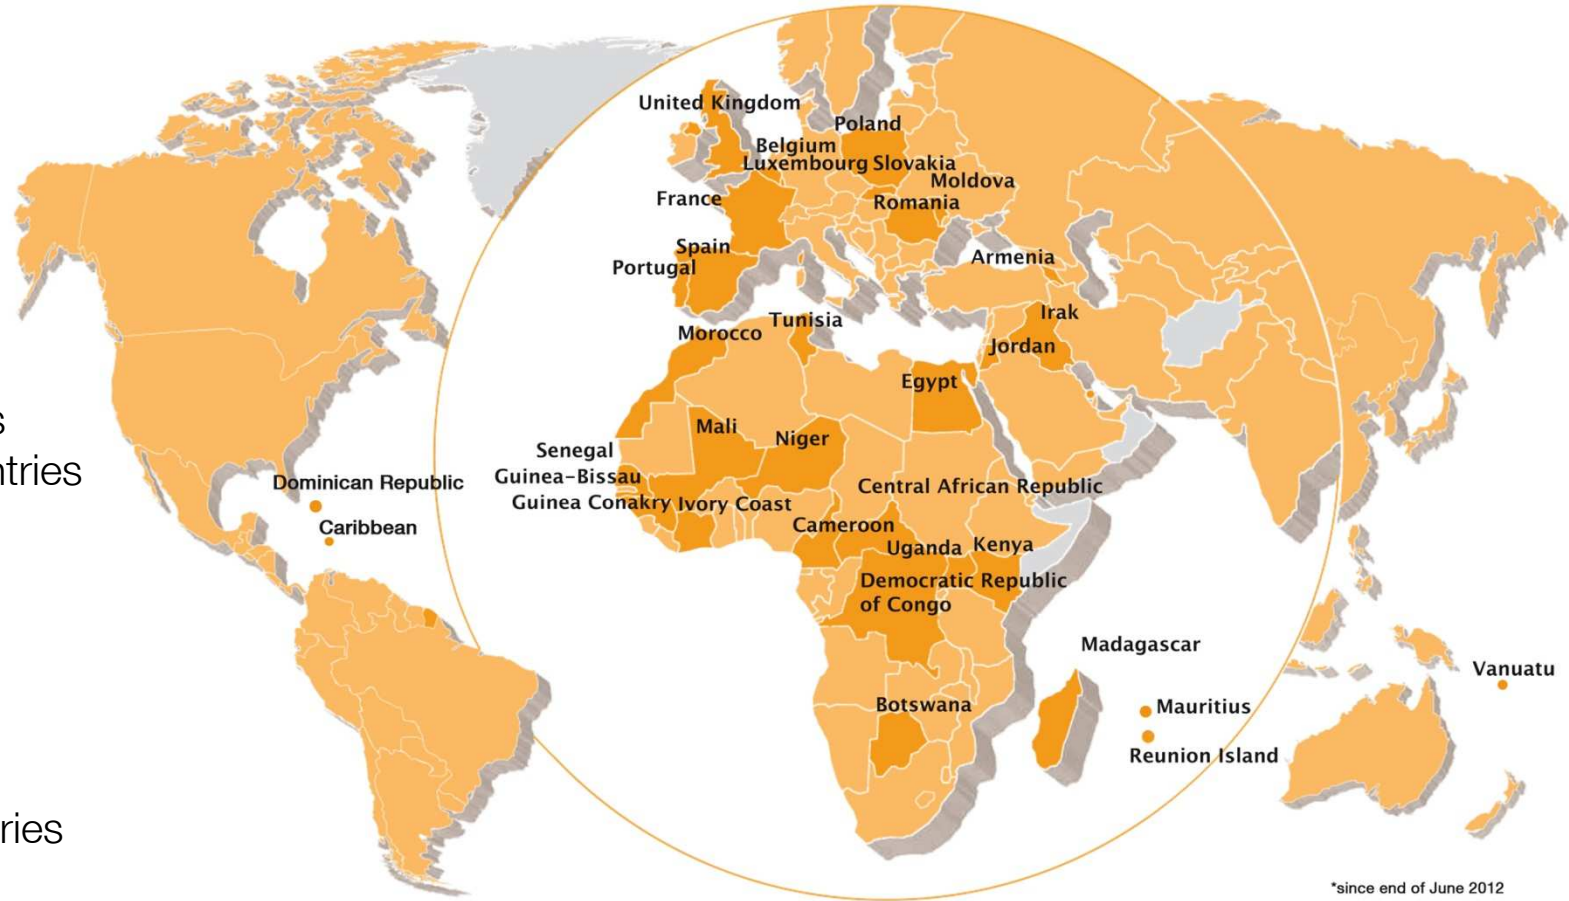 United Kingdom
Poland
Belgium
Luxembourg Slovakia
Moldova
France
Romania
Spain
Armenia
Portugal
Irak
Tunisia
Morocco
Jordan
Egypt
s
Mali
Niger
Senegal
ntries
Guinea-Bissau
Dominican Republic
Central African Republic
Guinea Conakry Ivory Coast
Caribbean
Cameroon
Uganda Kenya
Democratic Republic
of Congo
Madagascar
Vanuatu
Botswana
Mauritius
Reunion Island
ries
*since end of June 2012